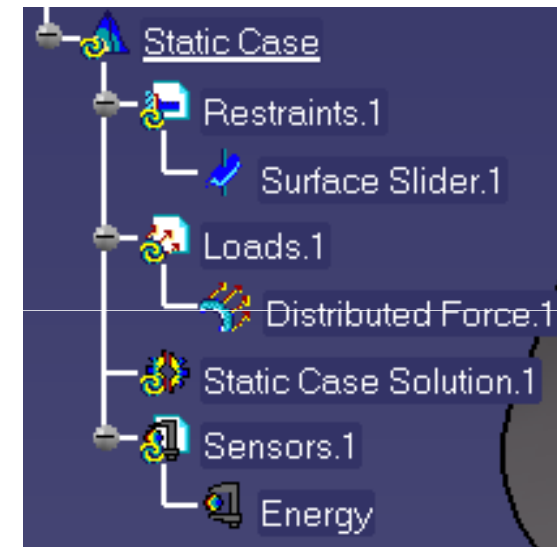 Static Case
Restraints.1
Surface Slider.1
Loads.1
Distributed Force.1
Static Case Solution.1
Sensors.1
Energy